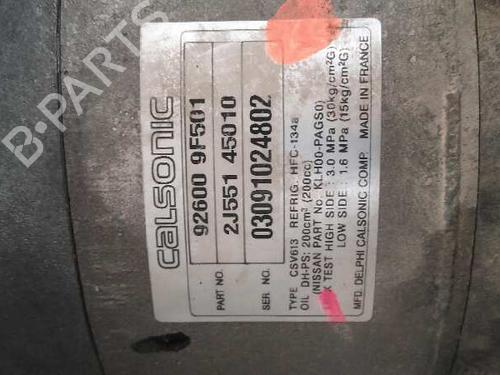 CALSONIC
92600 9F501
PART NO. 2J551 45010
SER NO. 03091024802
TYPE CSV613 REFRIG. HFC-134a
OIL DH-PS: 200cm³ (200cc)
(NISSAN PART No.: KLH00-PAGS0)
TEST HIGH SIDE : 3.0 MPa (30kg/cm²G)
LOW SIDE : 1.6 MPa (15kg/cm²G)
MFD. DELPHI CALSONIC COMP. MADE IN FRANCE
B-PARTS